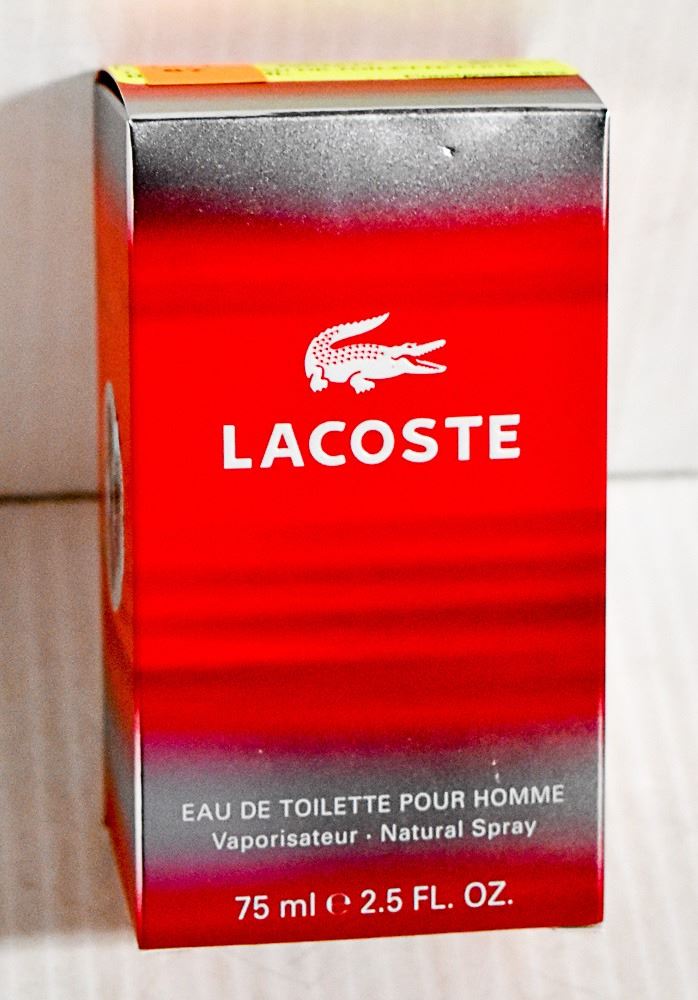 LACOSTE
EAU DE TOILETTE POUR HOMME
Vaporisateur · Natural Spray
75 ml ℮ 2.5 FL. OZ.